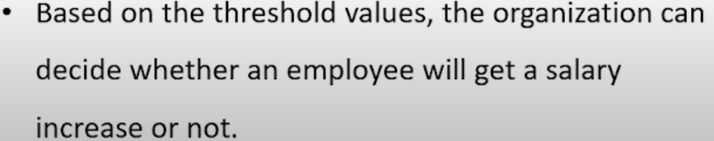 • Based on the threshold values, the organization can
decide whether an employee will get a salary
increase or not.